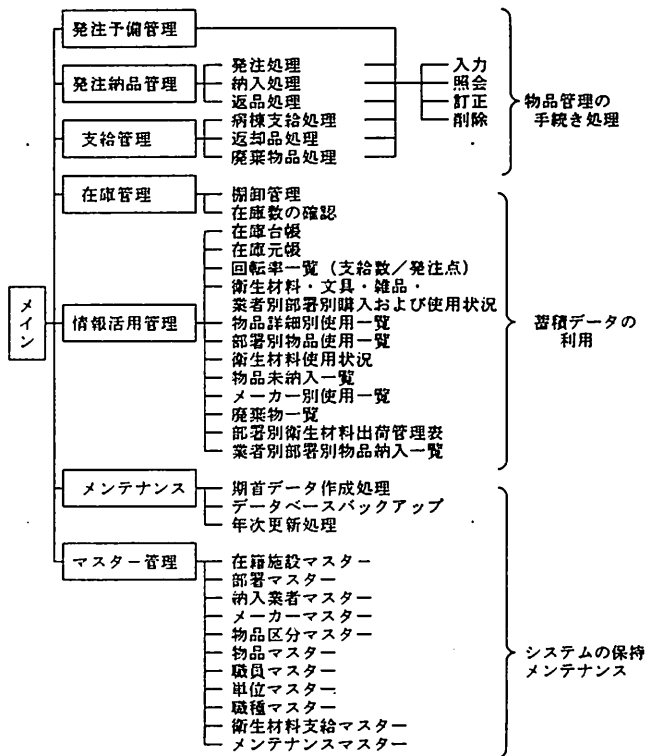 メイン
発注予備管理
発注納品管理
発注処理
納入処理
返品処理
支給管理
病棟支給処理
返却品処理
廃棄物品処理
入力
照会
訂正
削除
物品管理の
手続き処理
在庫管理
棚卸管理
在庫数の確認
情報活用管理
在庫台帳
在庫元帳
回転率一覧（支給数／発注点）
衛生材料・文具・雑品・
業者別部署別購入および使用状況
物品詳細別使用一覧
部署別物品使用一覧
衛生材料使用状況
物品未納入一覧
メーカー別使用一覧
廃棄物一覧
部署別衛生材料出荷管理表
業者別部署別物品納入一覧
蓄積データの
利用
メンテナンス
期首データ作成処理
データベースバックアップ
年次更新処理
マスター管理
在籍施設マスター
部署マスター
納入業者マスター
メーカーマスター
物品区分マスター
物品マスター
職員マスター
単位マスター
職種マスター
衛生材料支給マスター
メンテナンスマスター
システムの保持
メンテナンス